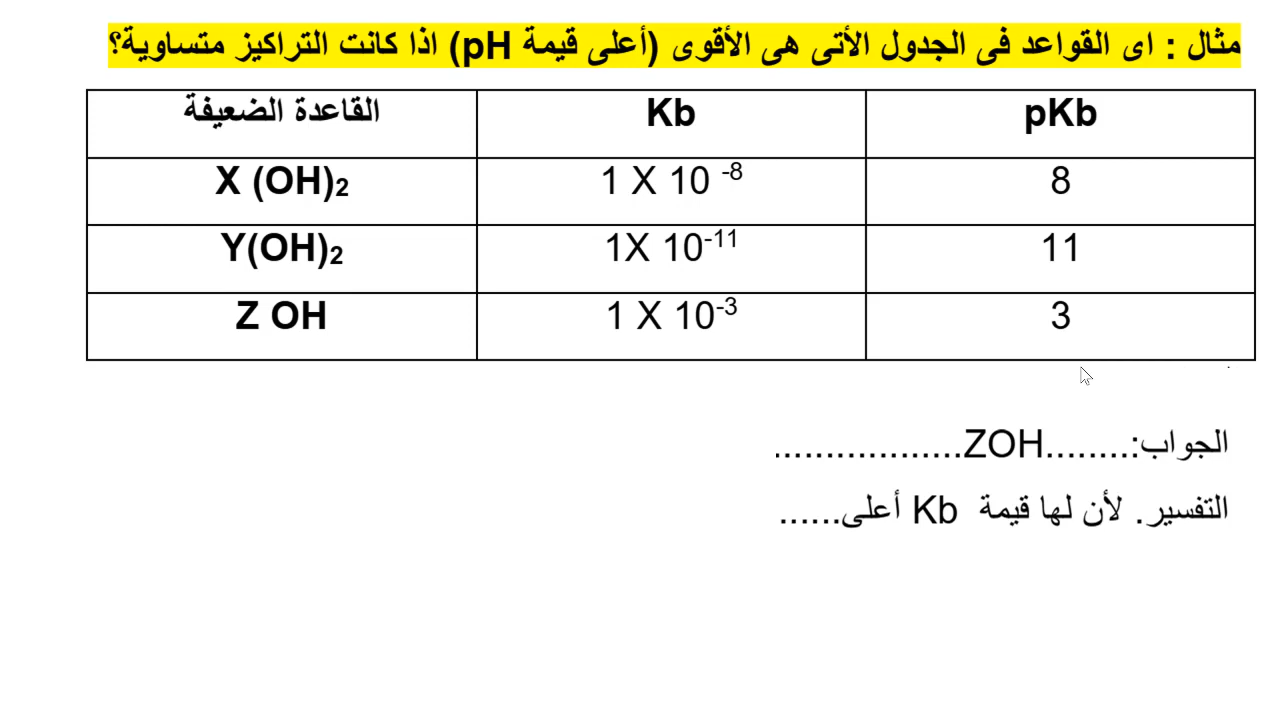 مثال : اى القواعد فى الجدول الأتى هى الأقوى (أعلى قيمة pH) اذا كانت التراكيز متساوية؟
القاعدة الضعيفة Kb pKb
X (OH)₂ 1 X 10 ⁻⁸ 8
Y(OH)₂ 1X 10⁻¹¹ 11
Z OH 1 X 10⁻³ 3
الجواب:........ZOH..................
التفسير. لأن لها قيمة Kb أعلى......